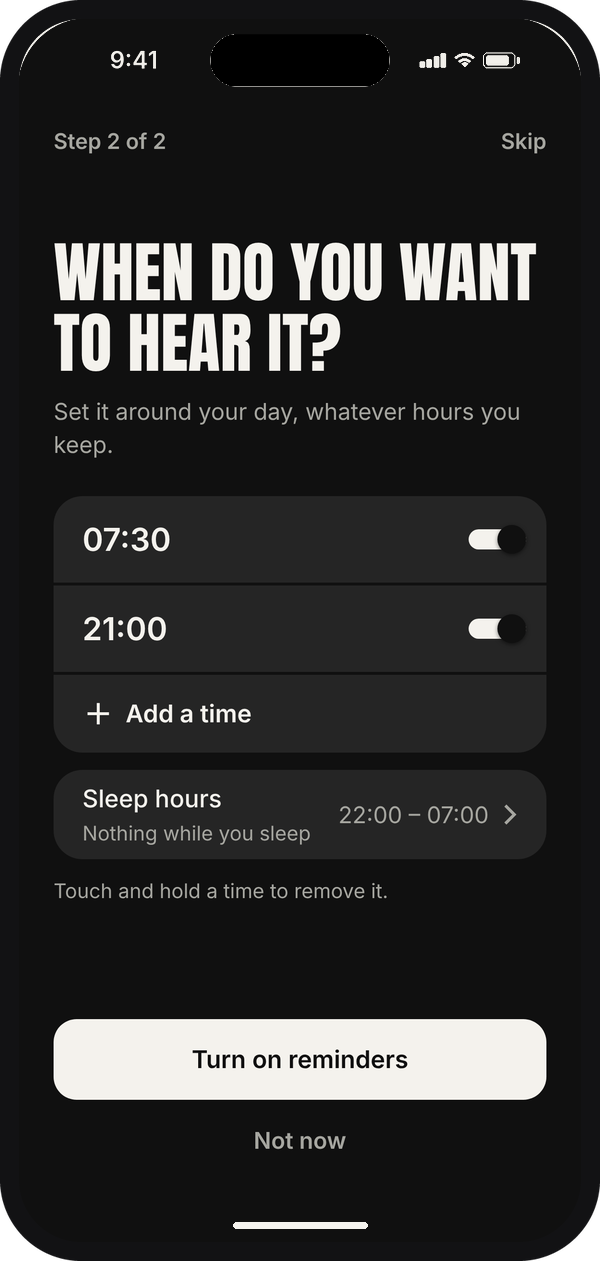 9:41
Step 2 of 2
Skip
WHEN DO YOU WANT
TO HEAR IT?
Set it around your day, whatever hours you
keep.
07:30
21:00
Add a time
Sleep hours
Nothing while you sleep
22:00 – 07:00
Touch and hold a time to remove it.
Turn on reminders
Not now